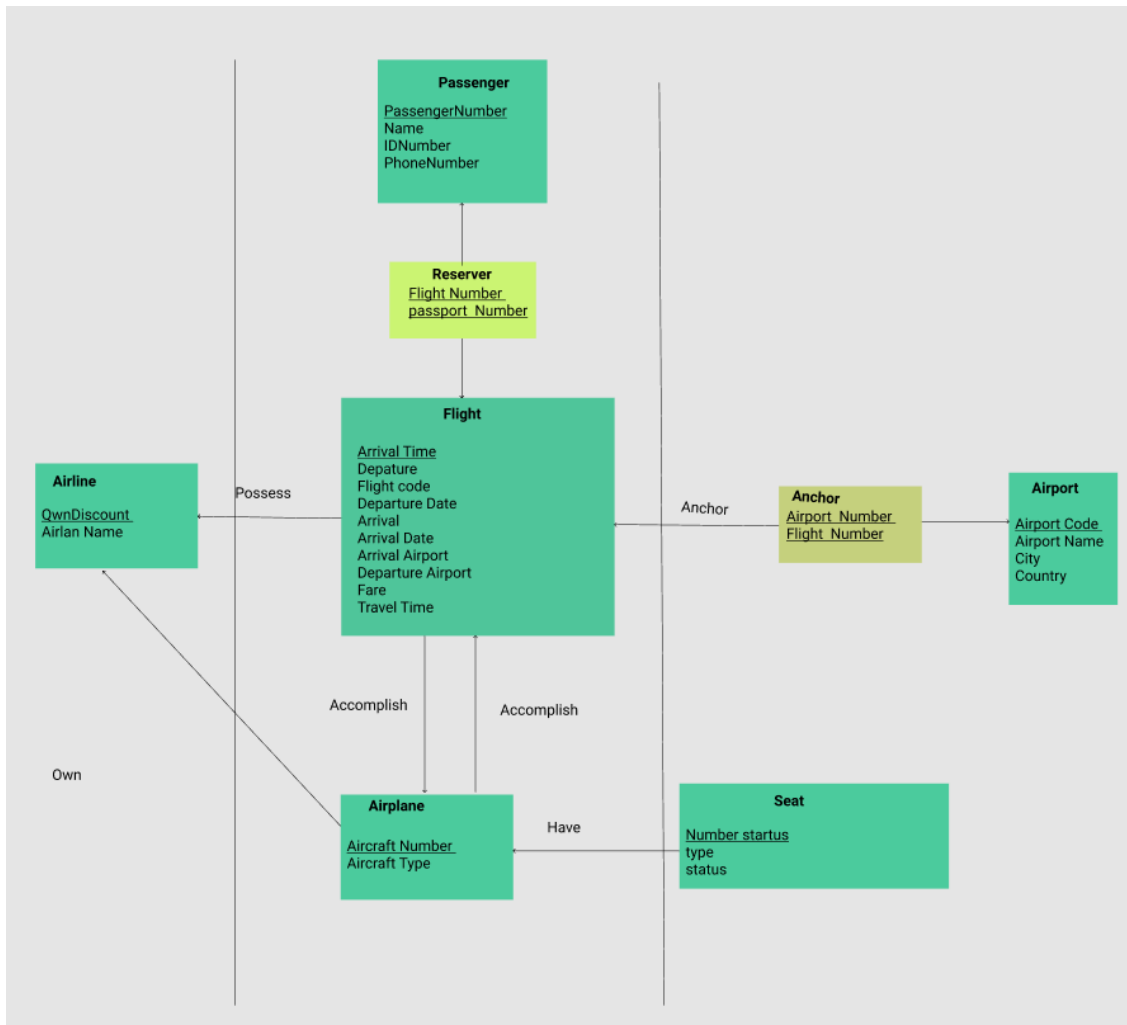 Passenger
PassengerNumber
Name
IDNumber
PhoneNumber
Reserver
Flight Number
passport Number
Flight
Arrival Time
Depature
Flight code
Departure Date
Arrival
Arrival Date
Arrival Airport
Departure Airport
Fare
Travel Time
Airline
QwnDiscount
Airlan Name
Possess
Anchor
Anchor
Airport Number
Flight Number
Airport
Airport Code
Airport Name
City
Country
Accomplish
Accomplish
Own
Airplane
Aircraft Number
Aircraft Type
Have
Seat
Number startus
type
status